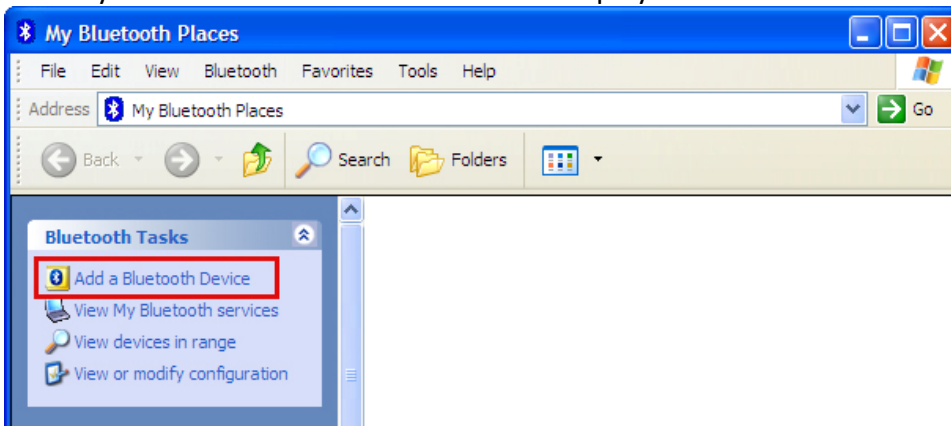 My Bluetooth Places
File Edit View Bluetooth Favorites Tools Help
Address My Bluetooth Places Go
Back Search Folders
Bluetooth Tasks
Add a Bluetooth Device
View My Bluetooth services
View devices in range
View or modify configuration